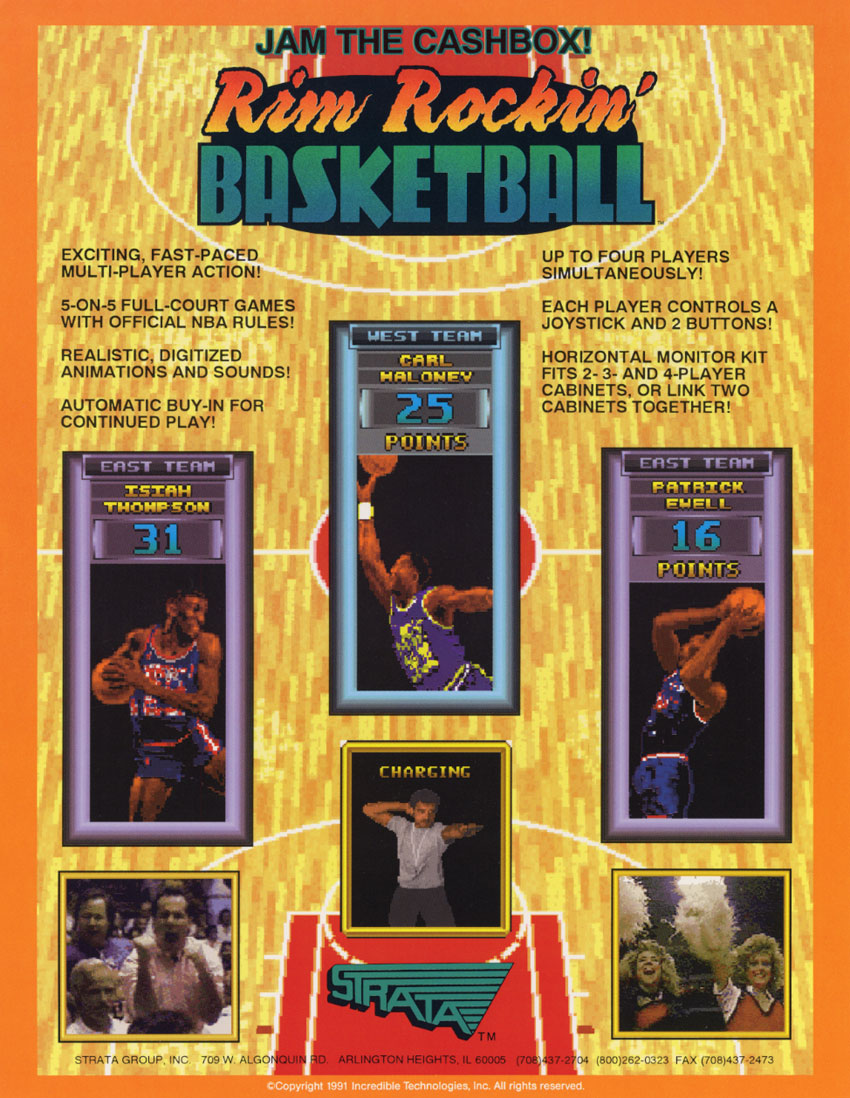 JAM THE CASHBOX!
Rim Rockin'
BASKETBALL
EXCITING, FAST-PACED
MULTI-PLAYER ACTION!
5-ON-5 FULL-COURT GAMES
WITH OFFICIAL NBA RULES!
REALISTIC, DIGITIZED
ANIMATIONS AND SOUNDS!
AUTOMATIC BUY-IN FOR
CONTINUED PLAY!
UP TO FOUR PLAYERS
SIMULTANEOUSLY!
EACH PLAYER CONTROLS A
JOYSTICK AND 2 BUTTONS!
HORIZONTAL MONITOR KIT
FITS 2- 3- AND 4-PLAYER
CABINETS, OR LINK TWO
CABINETS TOGETHER!
WEST TEAM
CARL
MALONEY
25
POINTS
EAST TEAM
ISIAH
THOMPSON
31
EAST TEAM
PATRICK
EWELL
16
POINTS
CHARGING
STRATA
TM
STRATA GROUP, INC. 709 W. ALGONQUIN RD. ARLINGTON HEIGHTS, IL 60005 (708)437-2704 (800)262-0323 FAX (708)437-2473
©Copyright 1991 Incredible Technologies, Inc. All rights reserved.